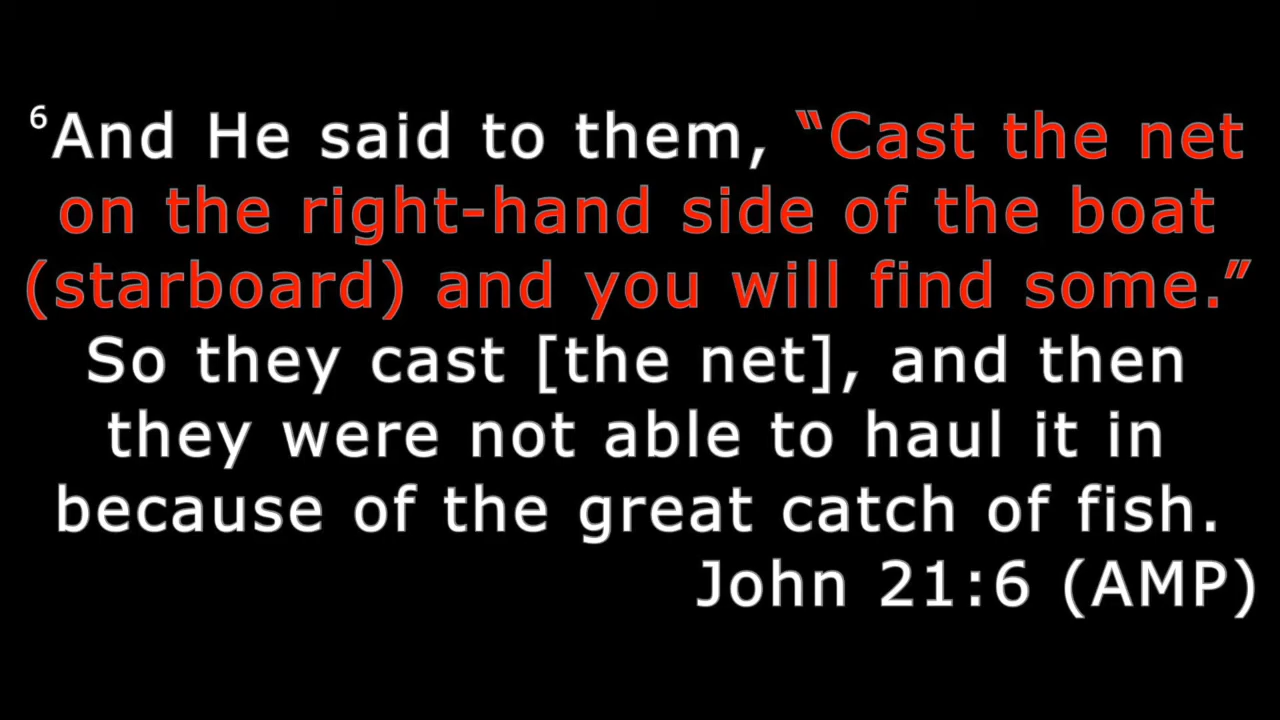 ⁶And He said to them, “Cast the net
on the right-hand side of the boat
(starboard) and you will find some.”
So they cast [the net], and then
they were not able to haul it in
because of the great catch of fish.
John 21:6 (AMP)